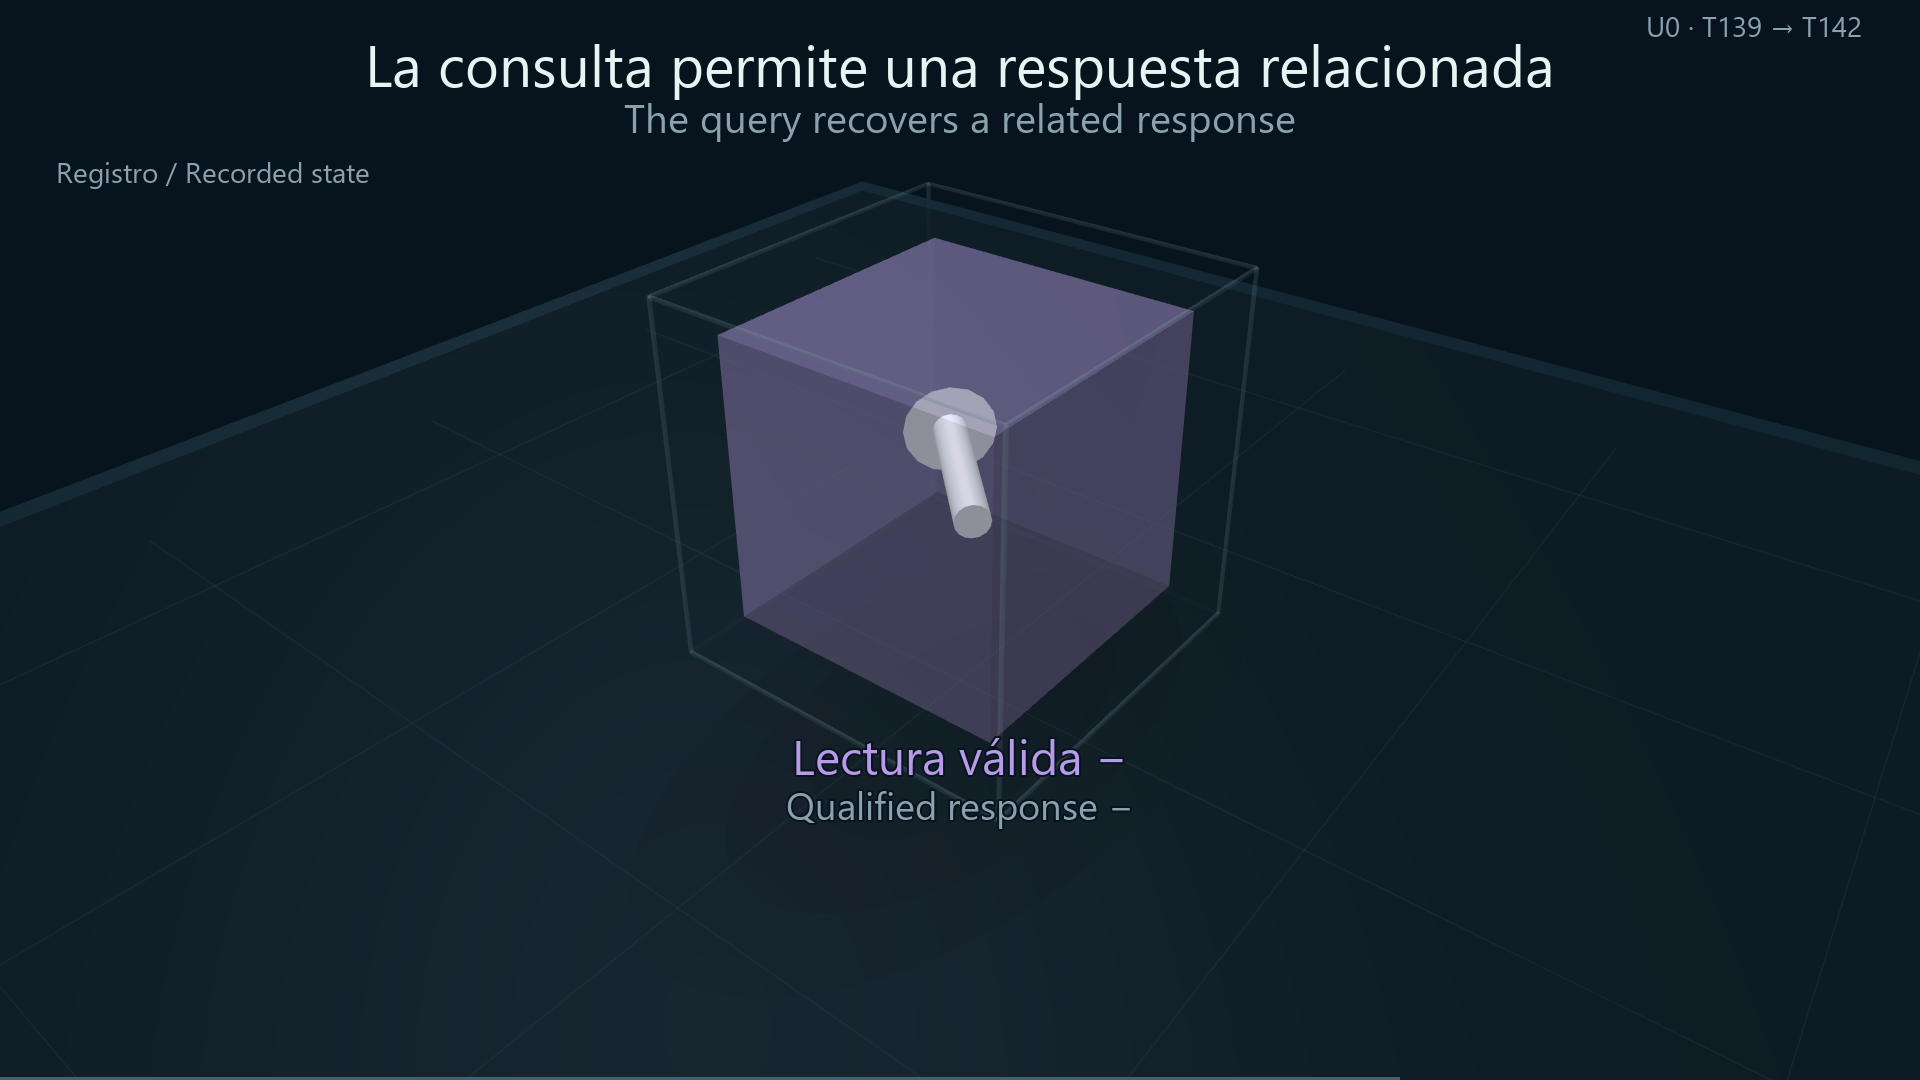 U0 · T139 → T142
La consulta permite una respuesta relacionada
The query recovers a related response
Registro / Recorded state
Lectura válida −
Qualified response −